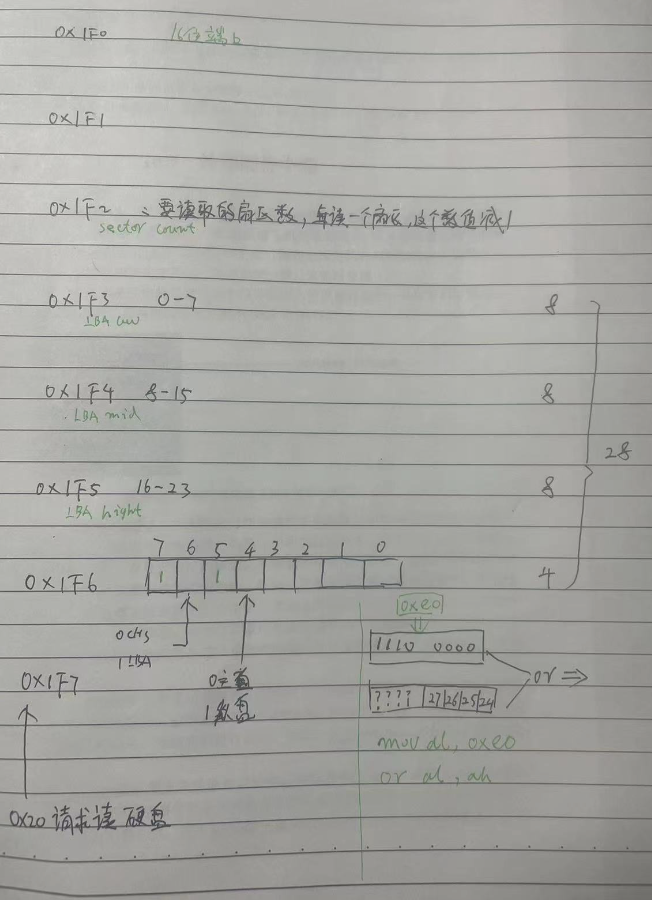 0x1F0 16位端口
0x1F1
0x1F2 : 要读取的扇区数，每读一个扇区，这个数值减1
sector count
0x1F3 0-7 8
LBA low
0x1F4 8-15 8
LBA mid
28
0x1F5 16-23 8
LBA hight
7 6 5 4 3 2 1 0
0x1F6 1 1 4
0xe0
0 CHS
1 LBA
1110 0000
or ⇒
0x1F7
0主盘
1从盘
???? 27 26 25 24
mov al, 0xe0
or al, ah
0x20 请求读 硬盘